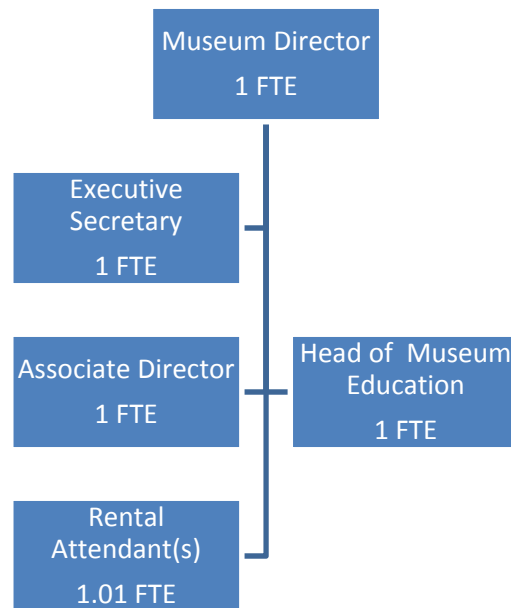 Museum Director
1 FTE
Executive
Secretary
1 FTE
Associate Director
1 FTE
Head of Museum
Education
1 FTE
Rental
Attendant(s)
1.01 FTE